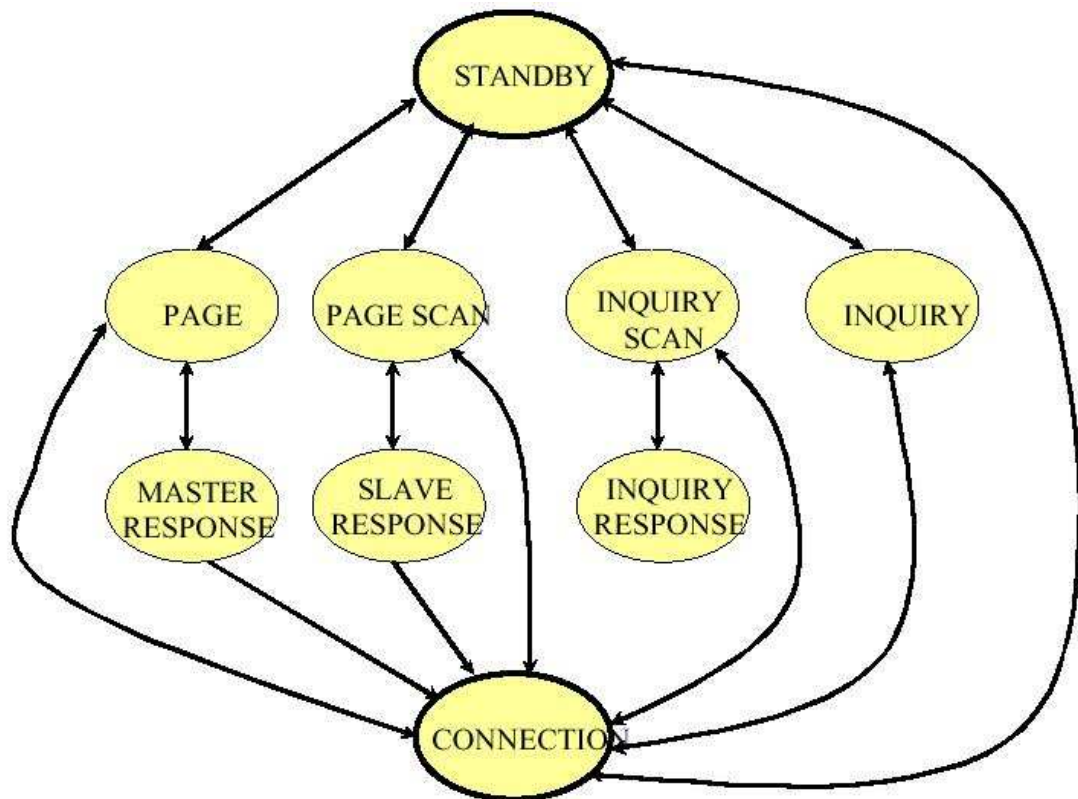 STANDBY
PAGE
PAGE SCAN
INQUIRY
SCAN
INQUIRY
MASTER
RESPONSE
SLAVE
RESPONSE
INQUIRY
RESPONSE
CONNECTION